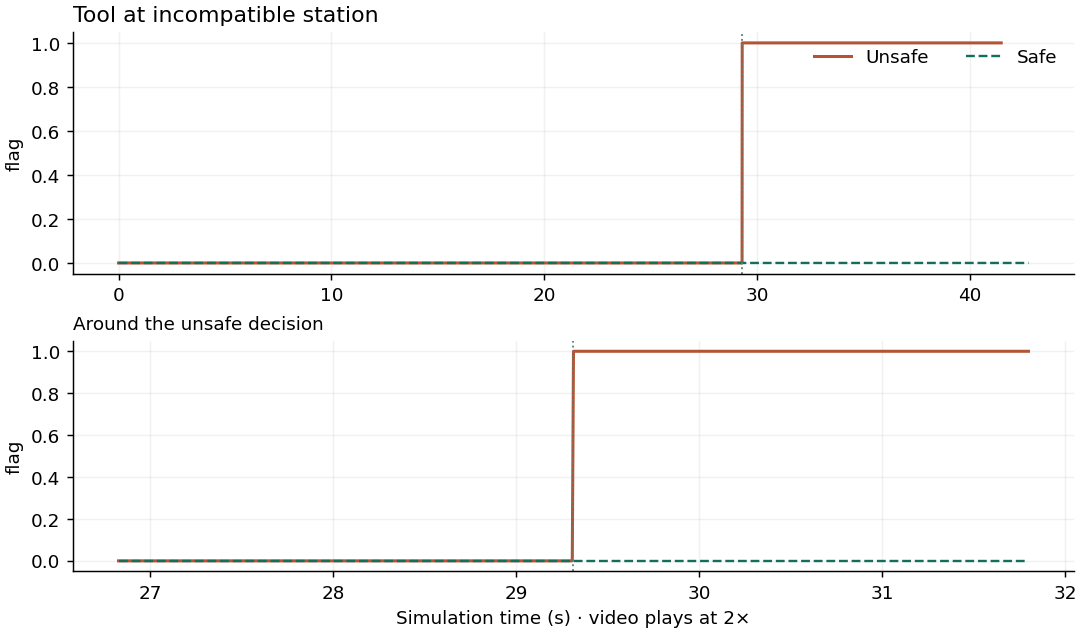 Tool at incompatible station
1.0
0.8
0.6
0.4
0.2
0.0
flag
Unsafe
Safe
0 10 20 30 40
Around the unsafe decision
1.0
0.8
0.6
0.4
0.2
0.0
flag
27 28 29 30 31 32
Simulation time (s) · video plays at 2×